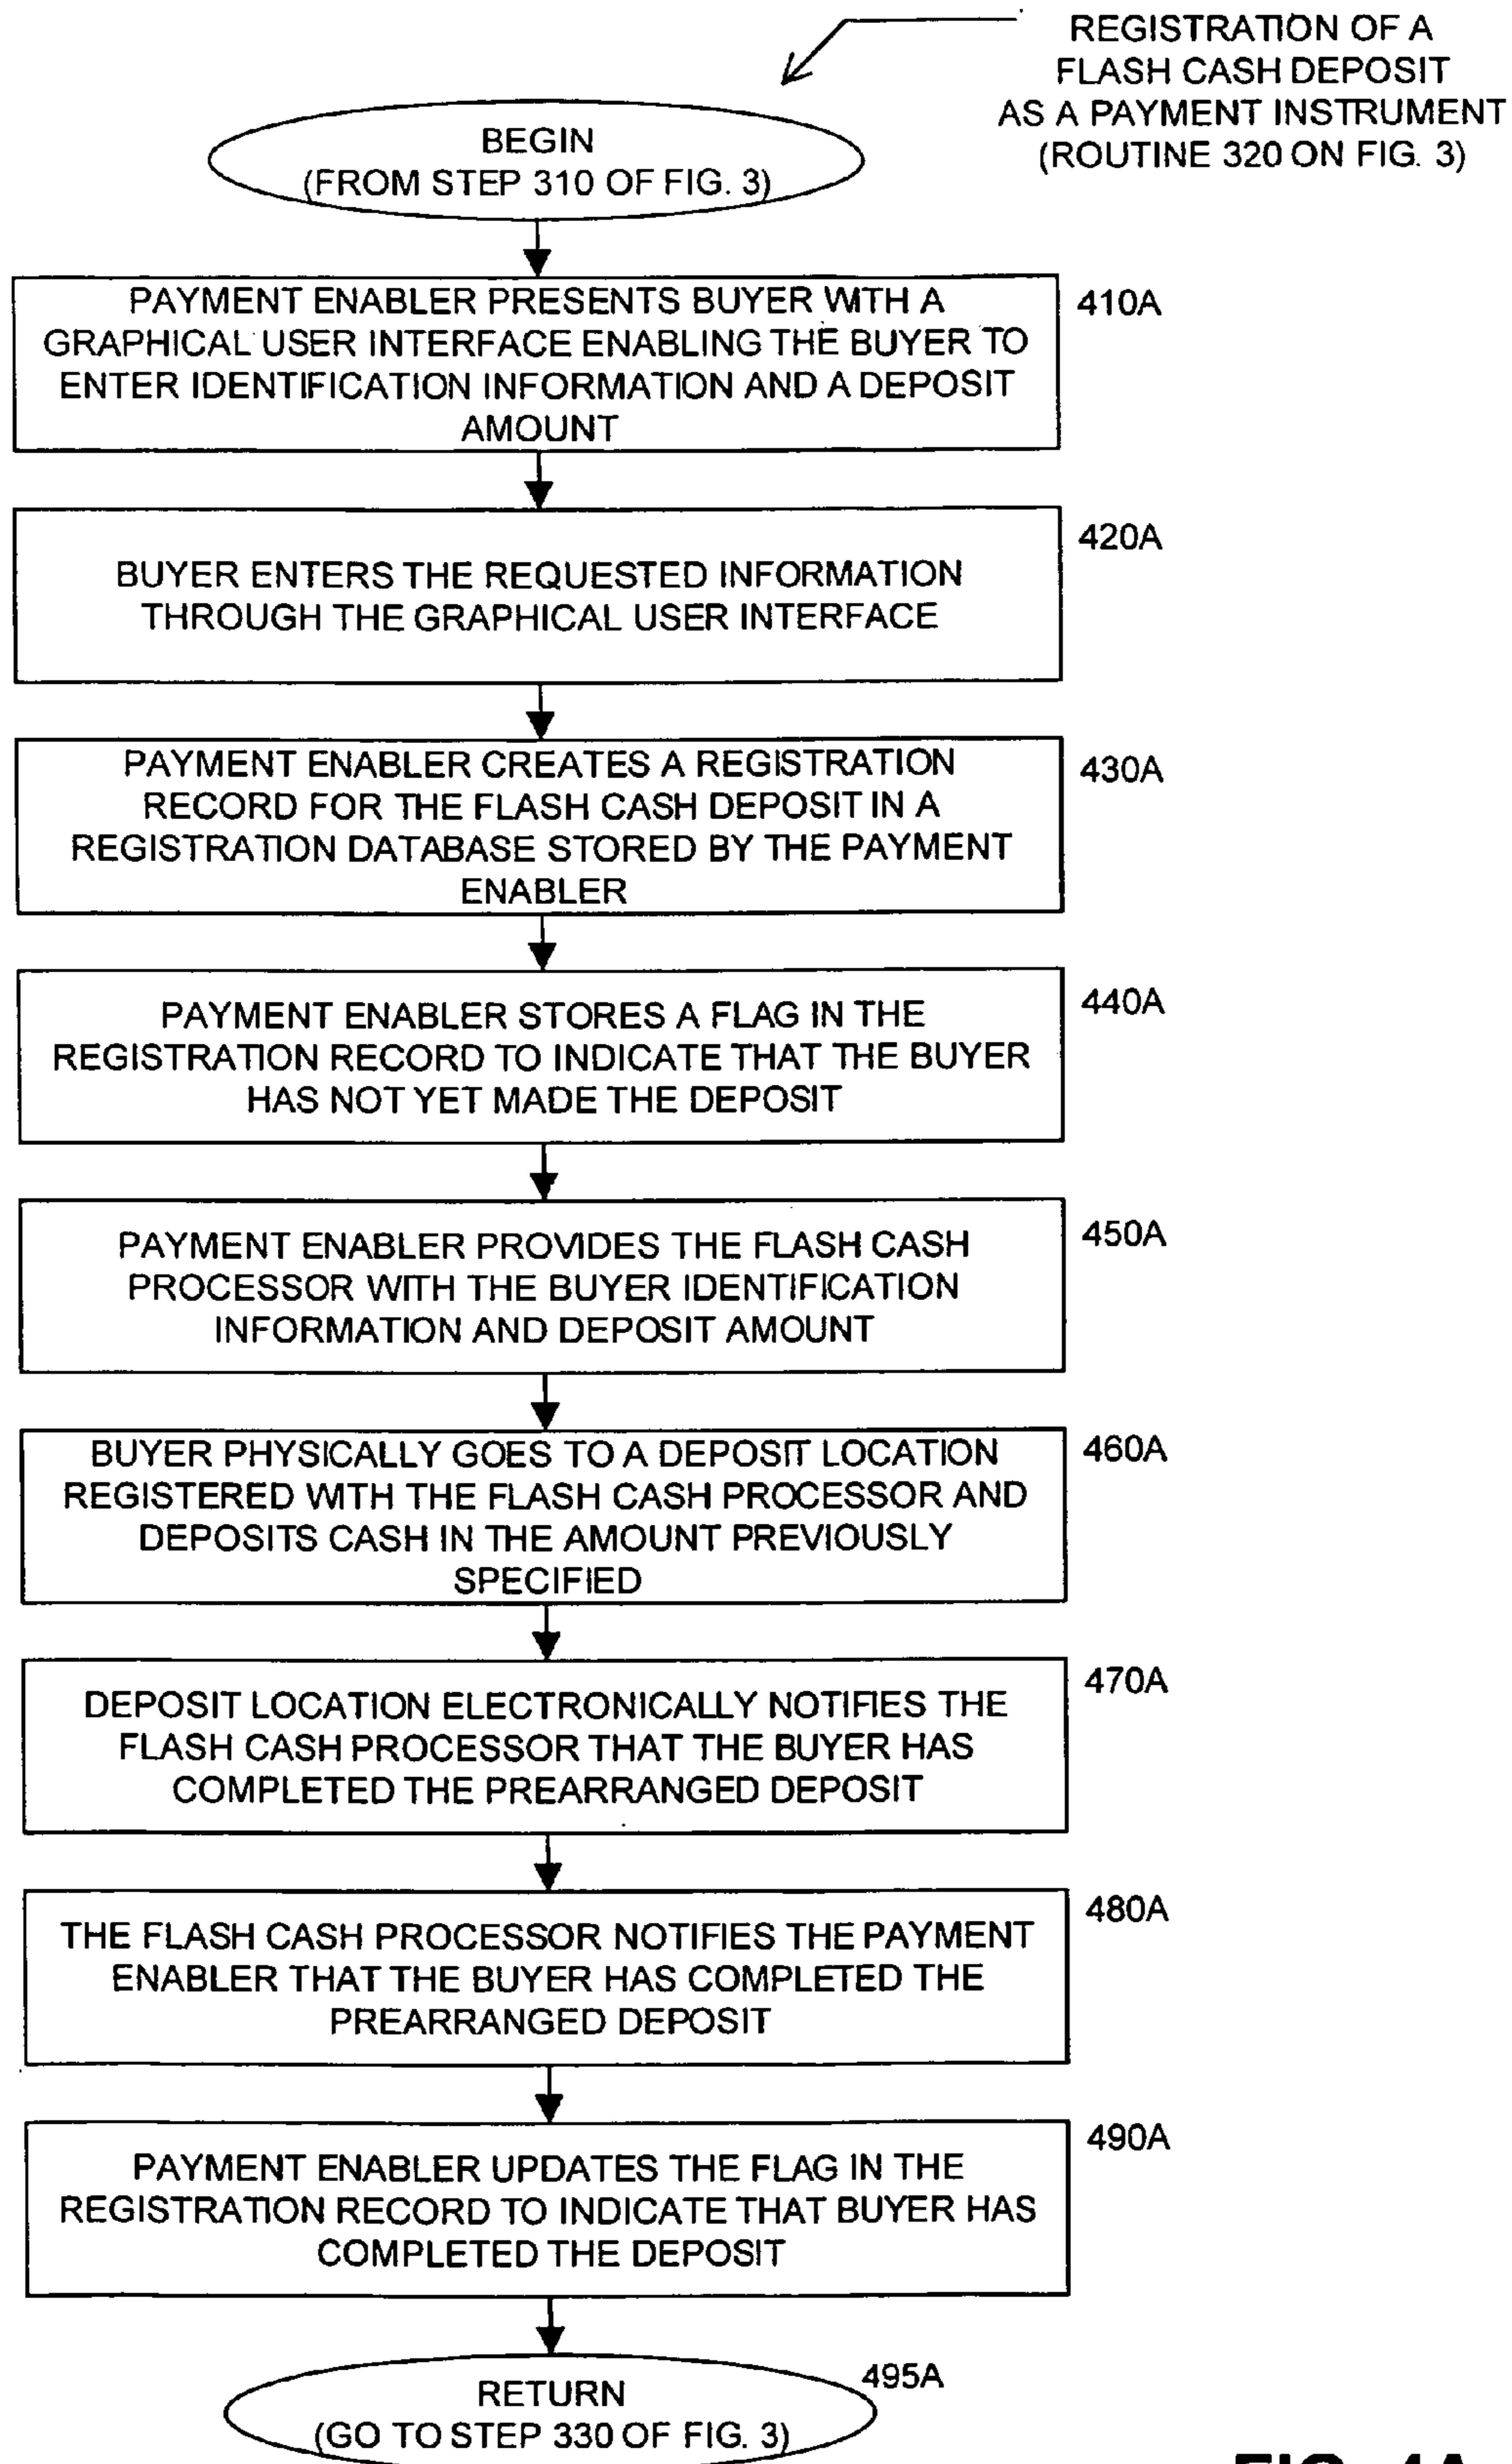 REGISTRATION OF A
FLASH CASH DEPOSIT
AS A PAYMENT INSTRUMENT
(ROUTINE 320 ON FIG. 3)
BEGIN
(FROM STEP 310 OF FIG. 3)
410A
PAYMENT ENABLER PRESENTS BUYER WITH A
GRAPHICAL USER INTERFACE ENABLING THE BUYER TO
ENTER IDENTIFICATION INFORMATION AND A DEPOSIT
AMOUNT
420A
BUYER ENTERS THE REQUESTED INFORMATION
THROUGH THE GRAPHICAL USER INTERFACE
430A
PAYMENT ENABLER CREATES A REGISTRATION
RECORD FOR THE FLASH CASH DEPOSIT IN A
REGISTRATION DATABASE STORED BY THE PAYMENT
ENABLER
440A
PAYMENT ENABLER STORES A FLAG IN THE
REGISTRATION RECORD TO INDICATE THAT THE BUYER
HAS NOT YET MADE THE DEPOSIT
450A
PAYMENT ENABLER PROVIDES THE FLASH CASH
PROCESSOR WITH THE BUYER IDENTIFICATION
INFORMATION AND DEPOSIT AMOUNT
460A
BUYER PHYSICALLY GOES TO A DEPOSIT LOCATION
REGISTERED WITH THE FLASH CASH PROCESSOR AND
DEPOSITS CASH IN THE AMOUNT PREVIOUSLY
SPECIFIED
470A
DEPOSIT LOCATION ELECTRONICALLY NOTIFIES THE
FLASH CASH PROCESSOR THAT THE BUYER HAS
COMPLETED THE PREARRANGED DEPOSIT
480A
THE FLASH CASH PROCESSOR NOTIFIES THE PAYMENT
ENABLER THAT THE BUYER HAS COMPLETED THE
PREARRANGED DEPOSIT
490A
PAYMENT ENABLER UPDATES THE FLAG IN THE
REGISTRATION RECORD TO INDICATE THAT BUYER HAS
COMPLETED THE DEPOSIT
495A
RETURN
(GO TO STEP 330 OF FIG. 3)
FIG. 4A